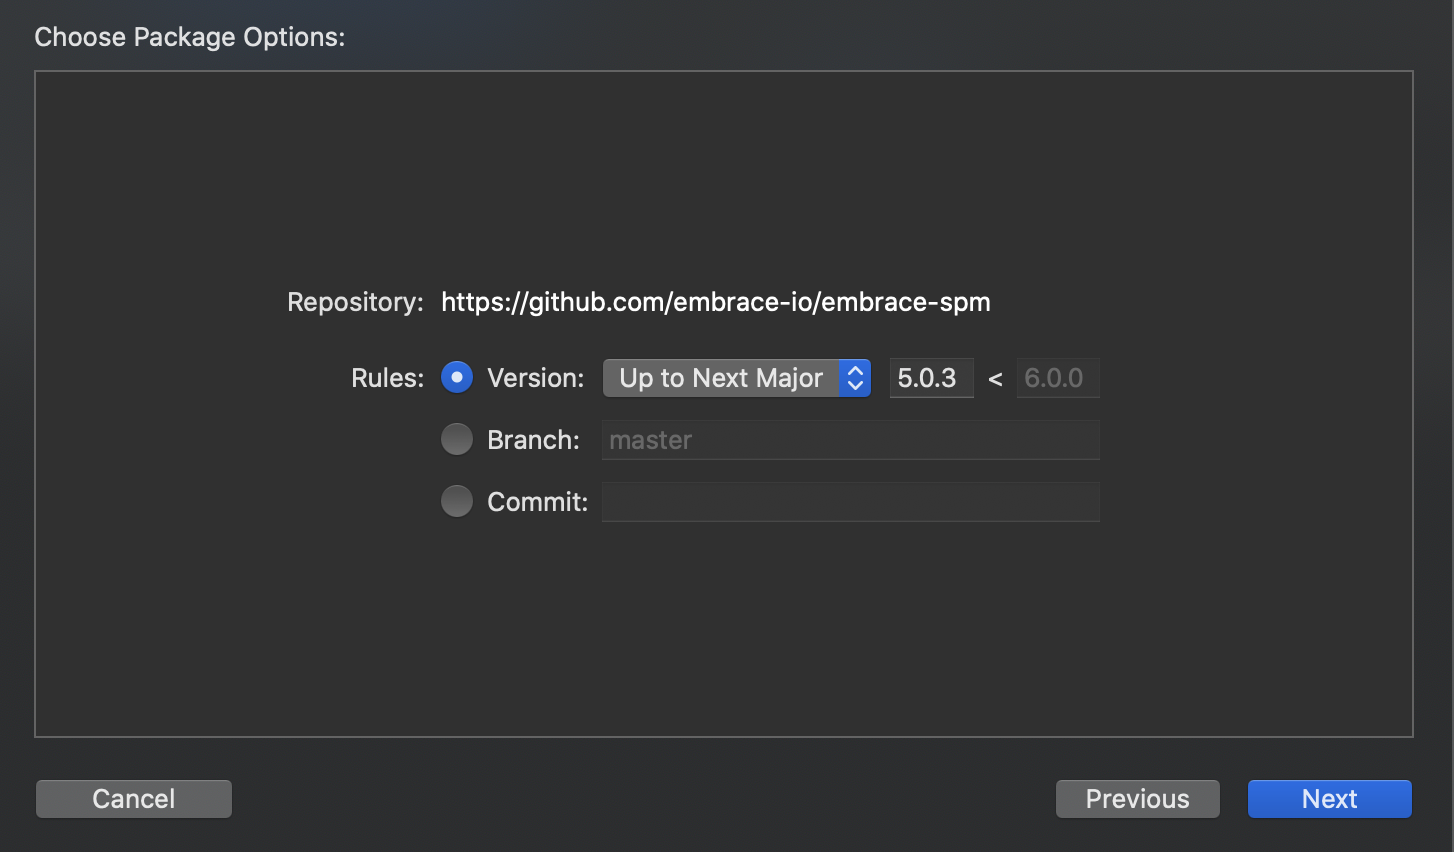 Choose Package Options:
Repository: https://github.com/embrace-io/embrace-spm
Rules: Version: Up to Next Major 5.0.3 < 6.0.0
Branch: master
Commit:
Cancel Previous Next